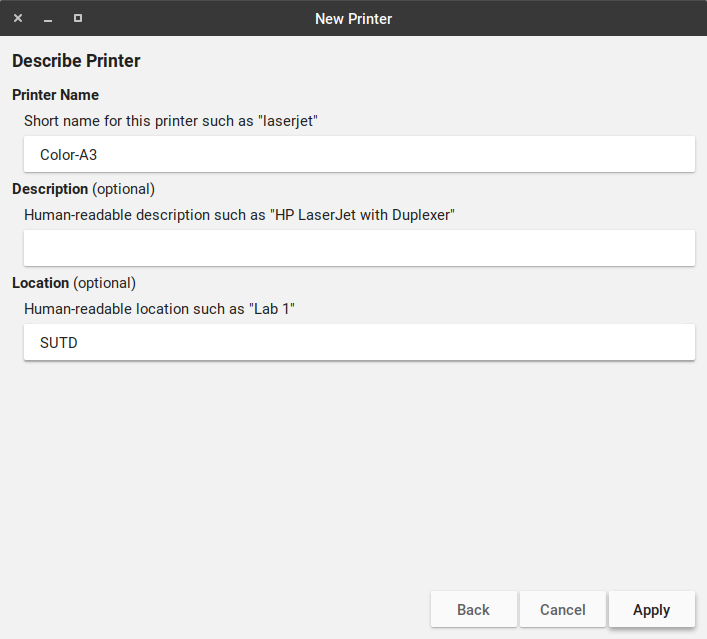 New Printer
Describe Printer
Printer Name
Short name for this printer such as "laserjet"
Color-A3
Description (optional)
Human-readable description such as "HP LaserJet with Duplexer"
Location (optional)
Human-readable location such as "Lab 1"
SUTD
Back Cancel Apply